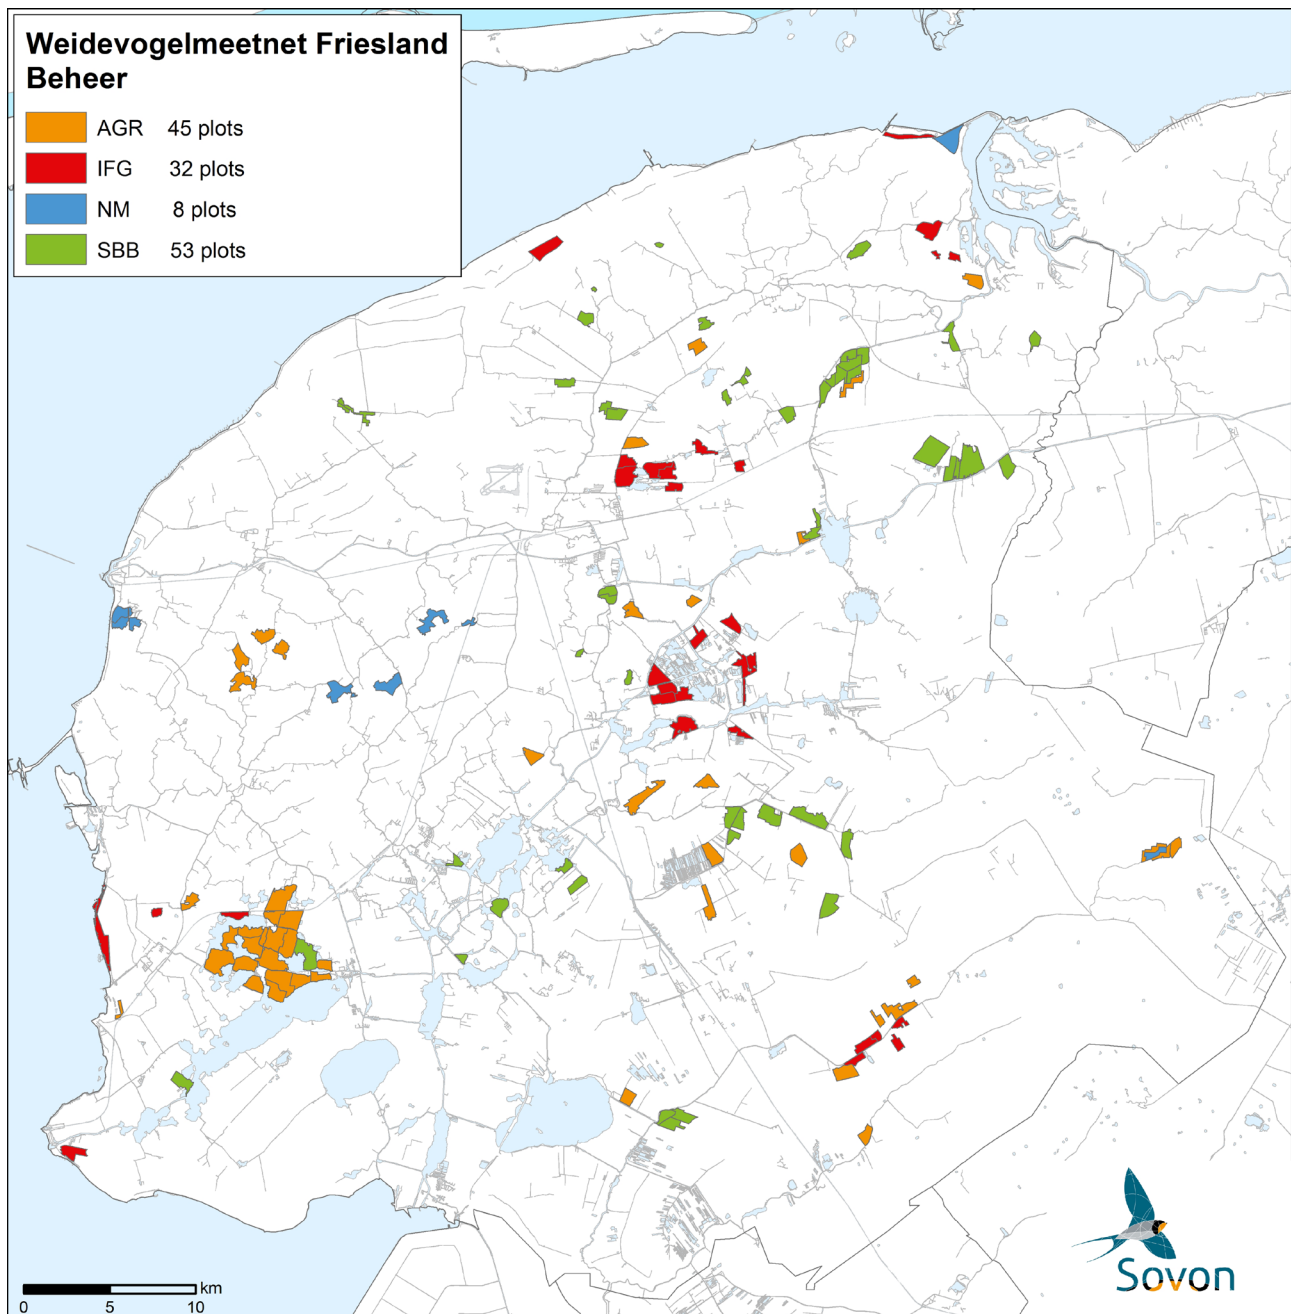 Weidevogelmeetnet Friesland
Beheer
AGR 45 plots
IFG 32 plots
NM 8 plots
SBB 53 plots
km
0 5 10
Sovon